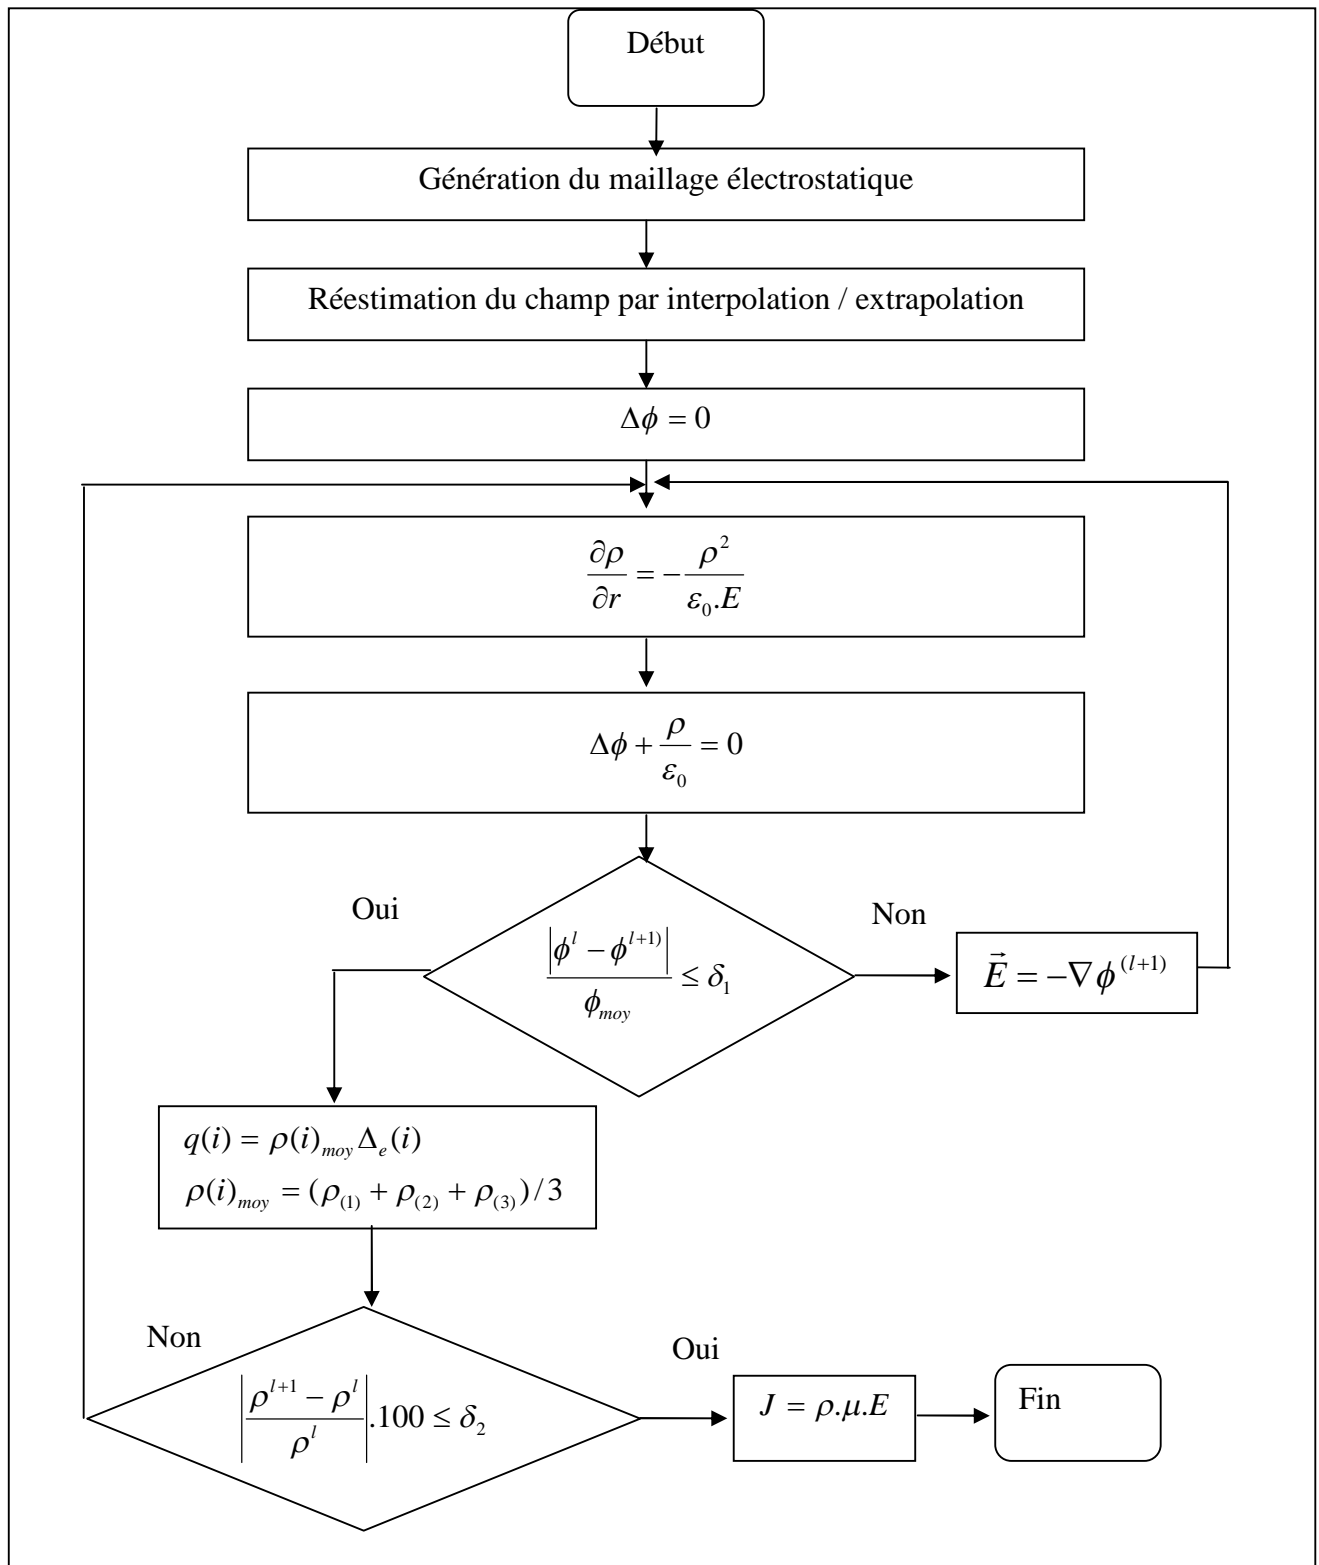 Début
Génération du maillage électrostatique
Réestimation du champ par interpolation / extrapolation
Δϕ = 0
∂ρ/∂r = −ρ²/ε₀.E
Δϕ + ρ/ε₀ = 0
Oui
Non
|ϕ^l − ϕ^{l+1)}|/ϕ_moy ≤ δ₁
E⃗ = −∇ϕ^{(l+1)}
q(i) = ρ(i)_moy Δ_e(i)
ρ(i)_moy = (ρ_(1) + ρ_(2) + ρ_(3))/3
Non
Oui
|ρ^{l+1} − ρ^l / ρ^l|.100 ≤ δ₂
J = ρ.μ.E
Fin